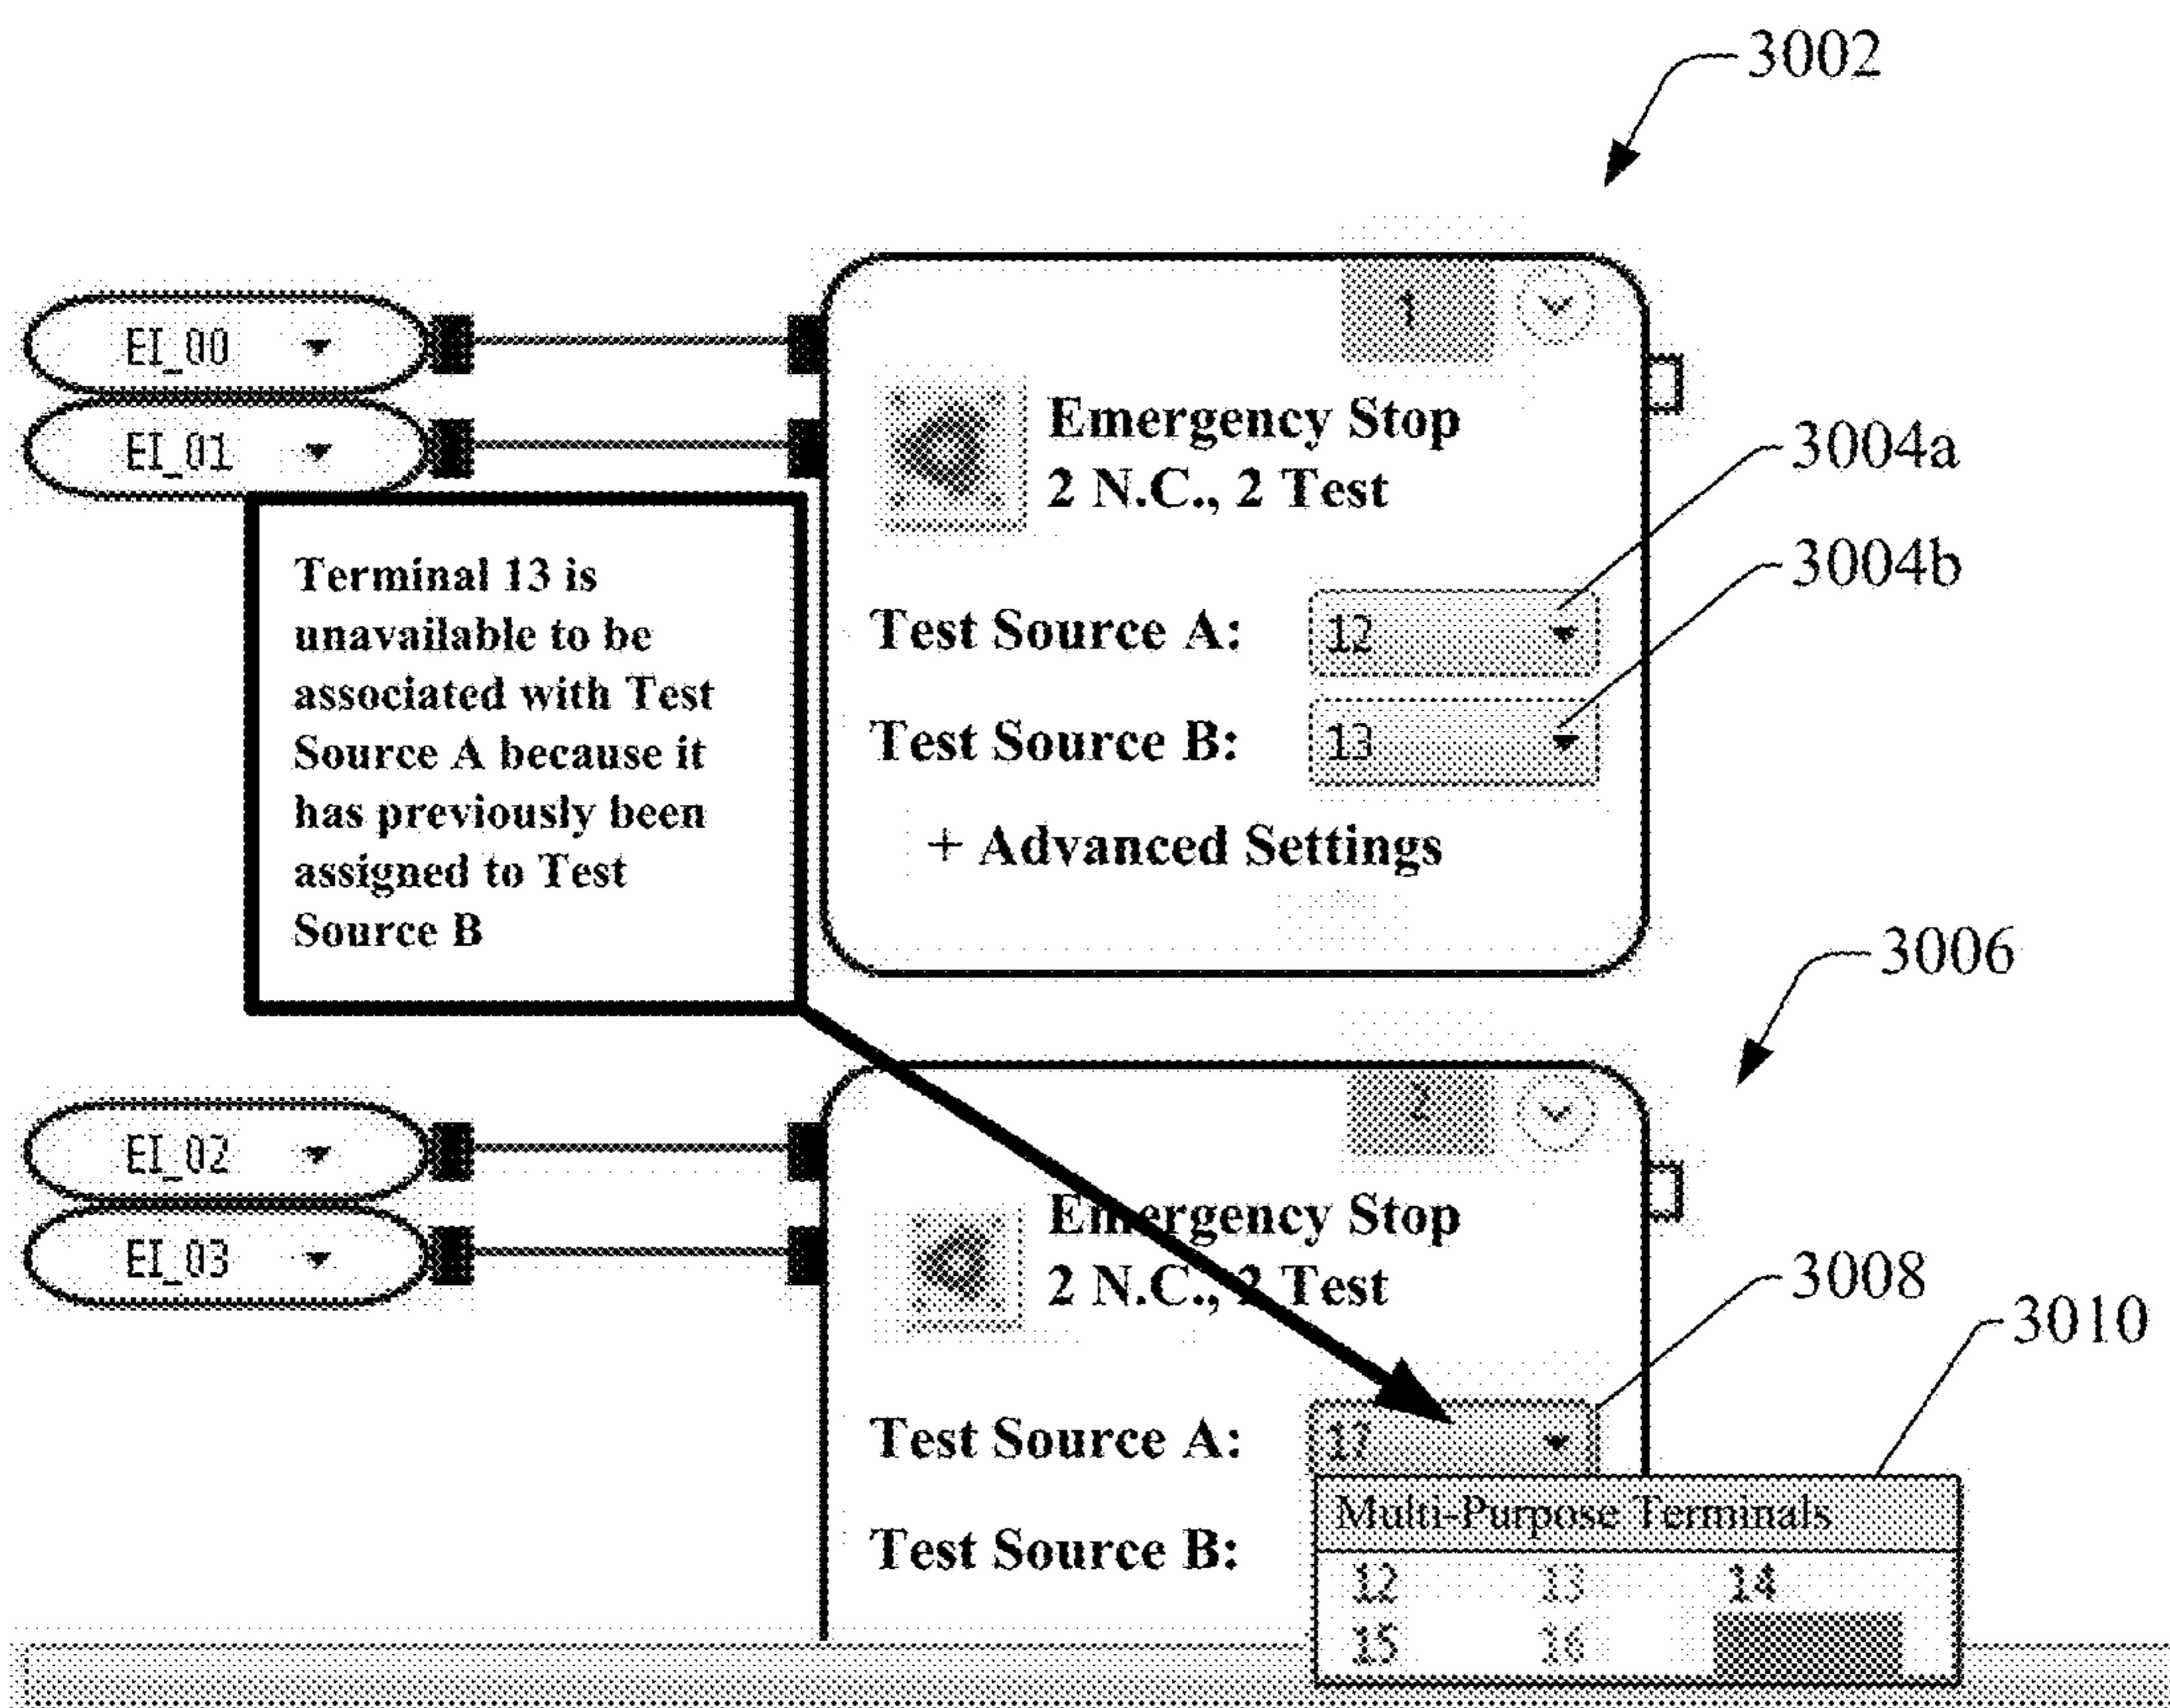 3002
EI_00
1
EI_01
Emergency Stop
2 N.C., 2 Test
3004a
3004b
Terminal 13 is
unavailable to be
associated with Test
Source A because it
has previously been
assigned to Test
Source B
Test Source A:
12
Test Source B:
13
+ Advanced Settings
3006
EI_02
2
EI_03
Emergency Stop
2 N.C., 2 Test
3008
3010
Test Source A:
17
Test Source B:
Multi-Purpose Terminals
12 13 14
15 16